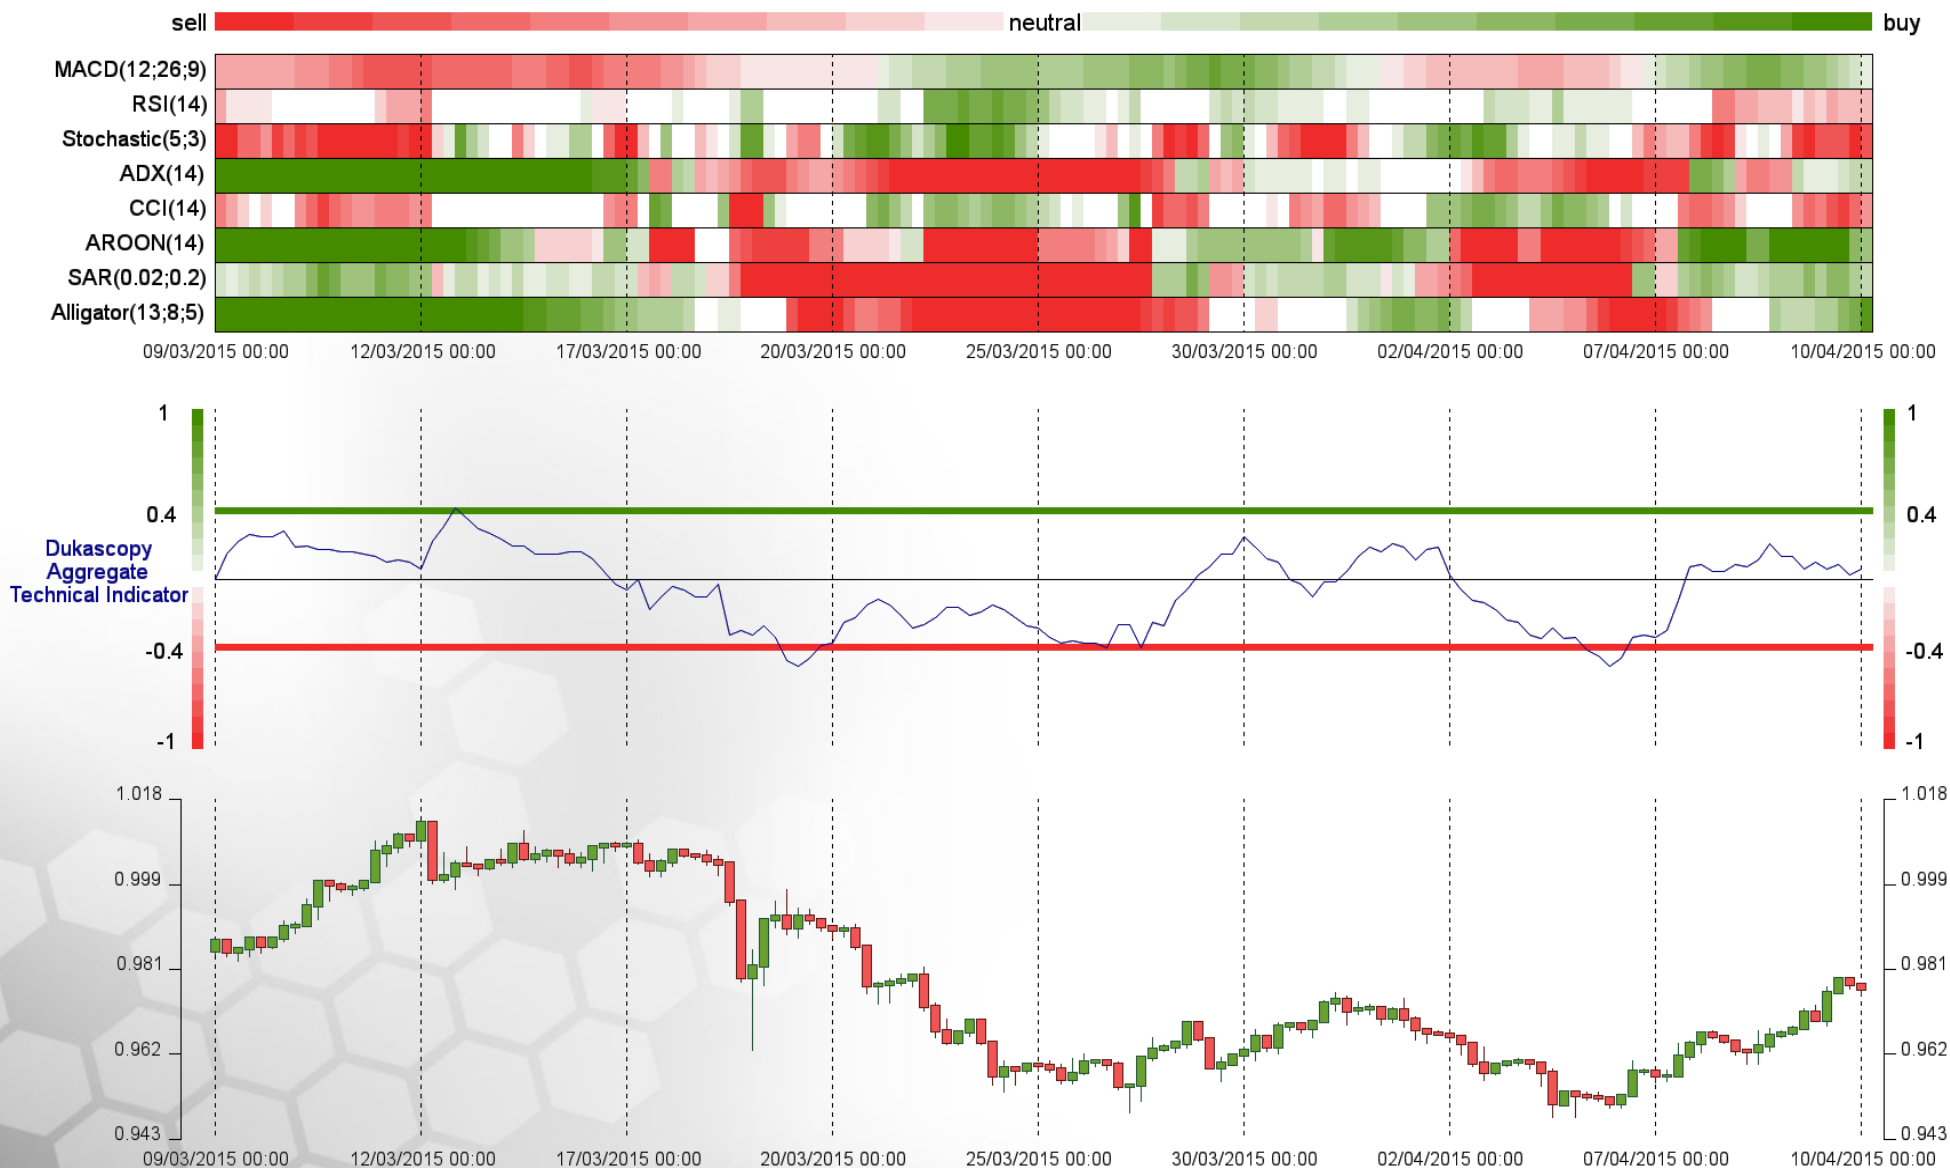 sell neutral buy
MACD(12;26;9)
RSI(14)
Stochastic(5;3)
ADX(14)
CCI(14)
AROON(14)
SAR(0.02;0.2)
Alligator(13;8;5)
09/03/2015 00:00 12/03/2015 00:00 17/03/2015 00:00 20/03/2015 00:00 25/03/2015 00:00 30/03/2015 00:00 02/04/2015 00:00 07/04/2015 00:00 10/04/2015 00:00
1 1
0.4 0.4
Dukascopy
Aggregate
Technical Indicator
-0.4 -0.4
-1 -1
1.018 1.018
0.999 0.999
0.981 0.981
0.962 0.962
0.943 0.943
09/03/2015 00:00 12/03/2015 00:00 17/03/2015 00:00 20/03/2015 00:00 25/03/2015 00:00 30/03/2015 00:00 02/04/2015 00:00 07/04/2015 00:00 10/04/2015 00:00